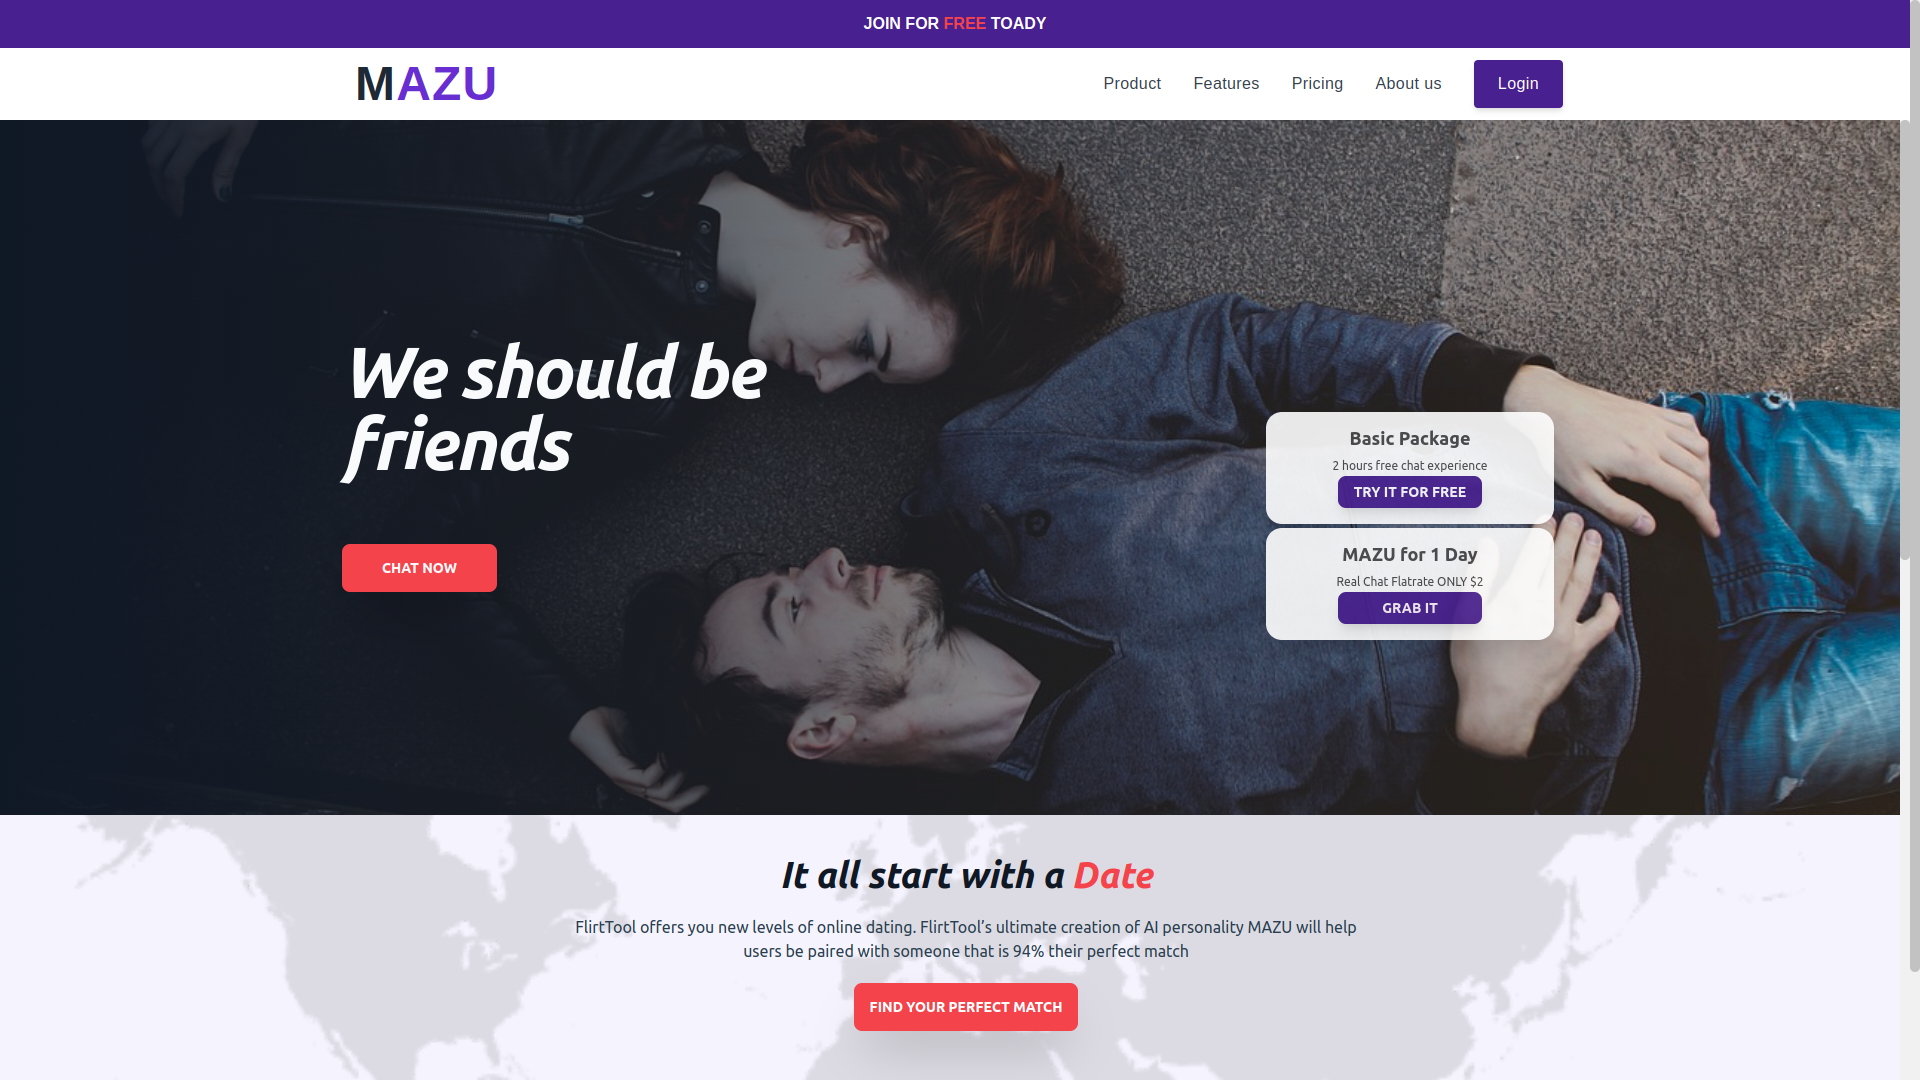 JOIN FOR FREE TOADY
MAZU
Product
Features
Pricing
About us
Login
We should be
friends
CHAT NOW
Basic Package
2 hours free chat experience
TRY IT FOR FREE
MAZU for 1 Day
Real Chat Flatrate ONLY $2
GRAB IT
It all start with a Date
FlirtTool offers you new levels of online dating. FlirtTool’s ultimate creation of AI personality MAZU will help
users be paired with someone that is 94% their perfect match
FIND YOUR PERFECT MATCH